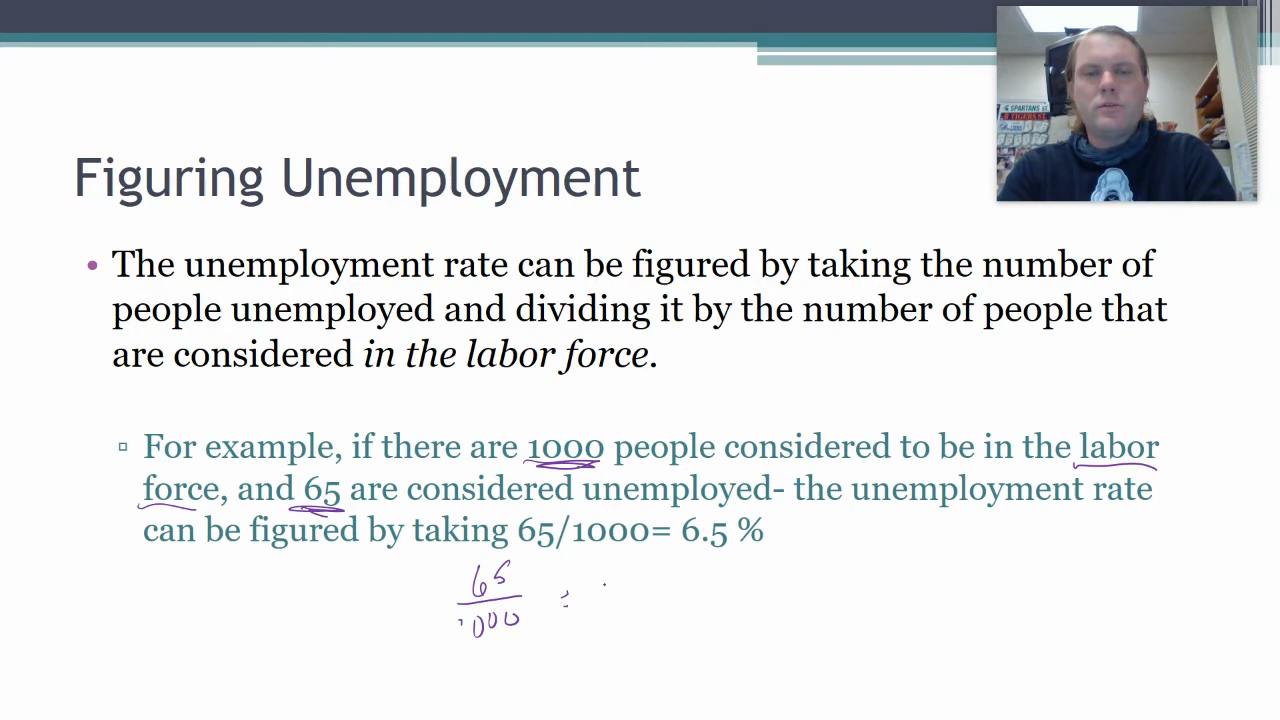 SPARTANS
TIGERS
Figuring Unemployment
• The unemployment rate can be figured by taking the number of
people unemployed and dividing it by the number of people that
are considered in the labor force.
▫ For example, if there are 1000 people considered to be in the labor
force, and 65 are considered unemployed- the unemployment rate
can be figured by taking 65/1000= 6.5 %
65
1000 =